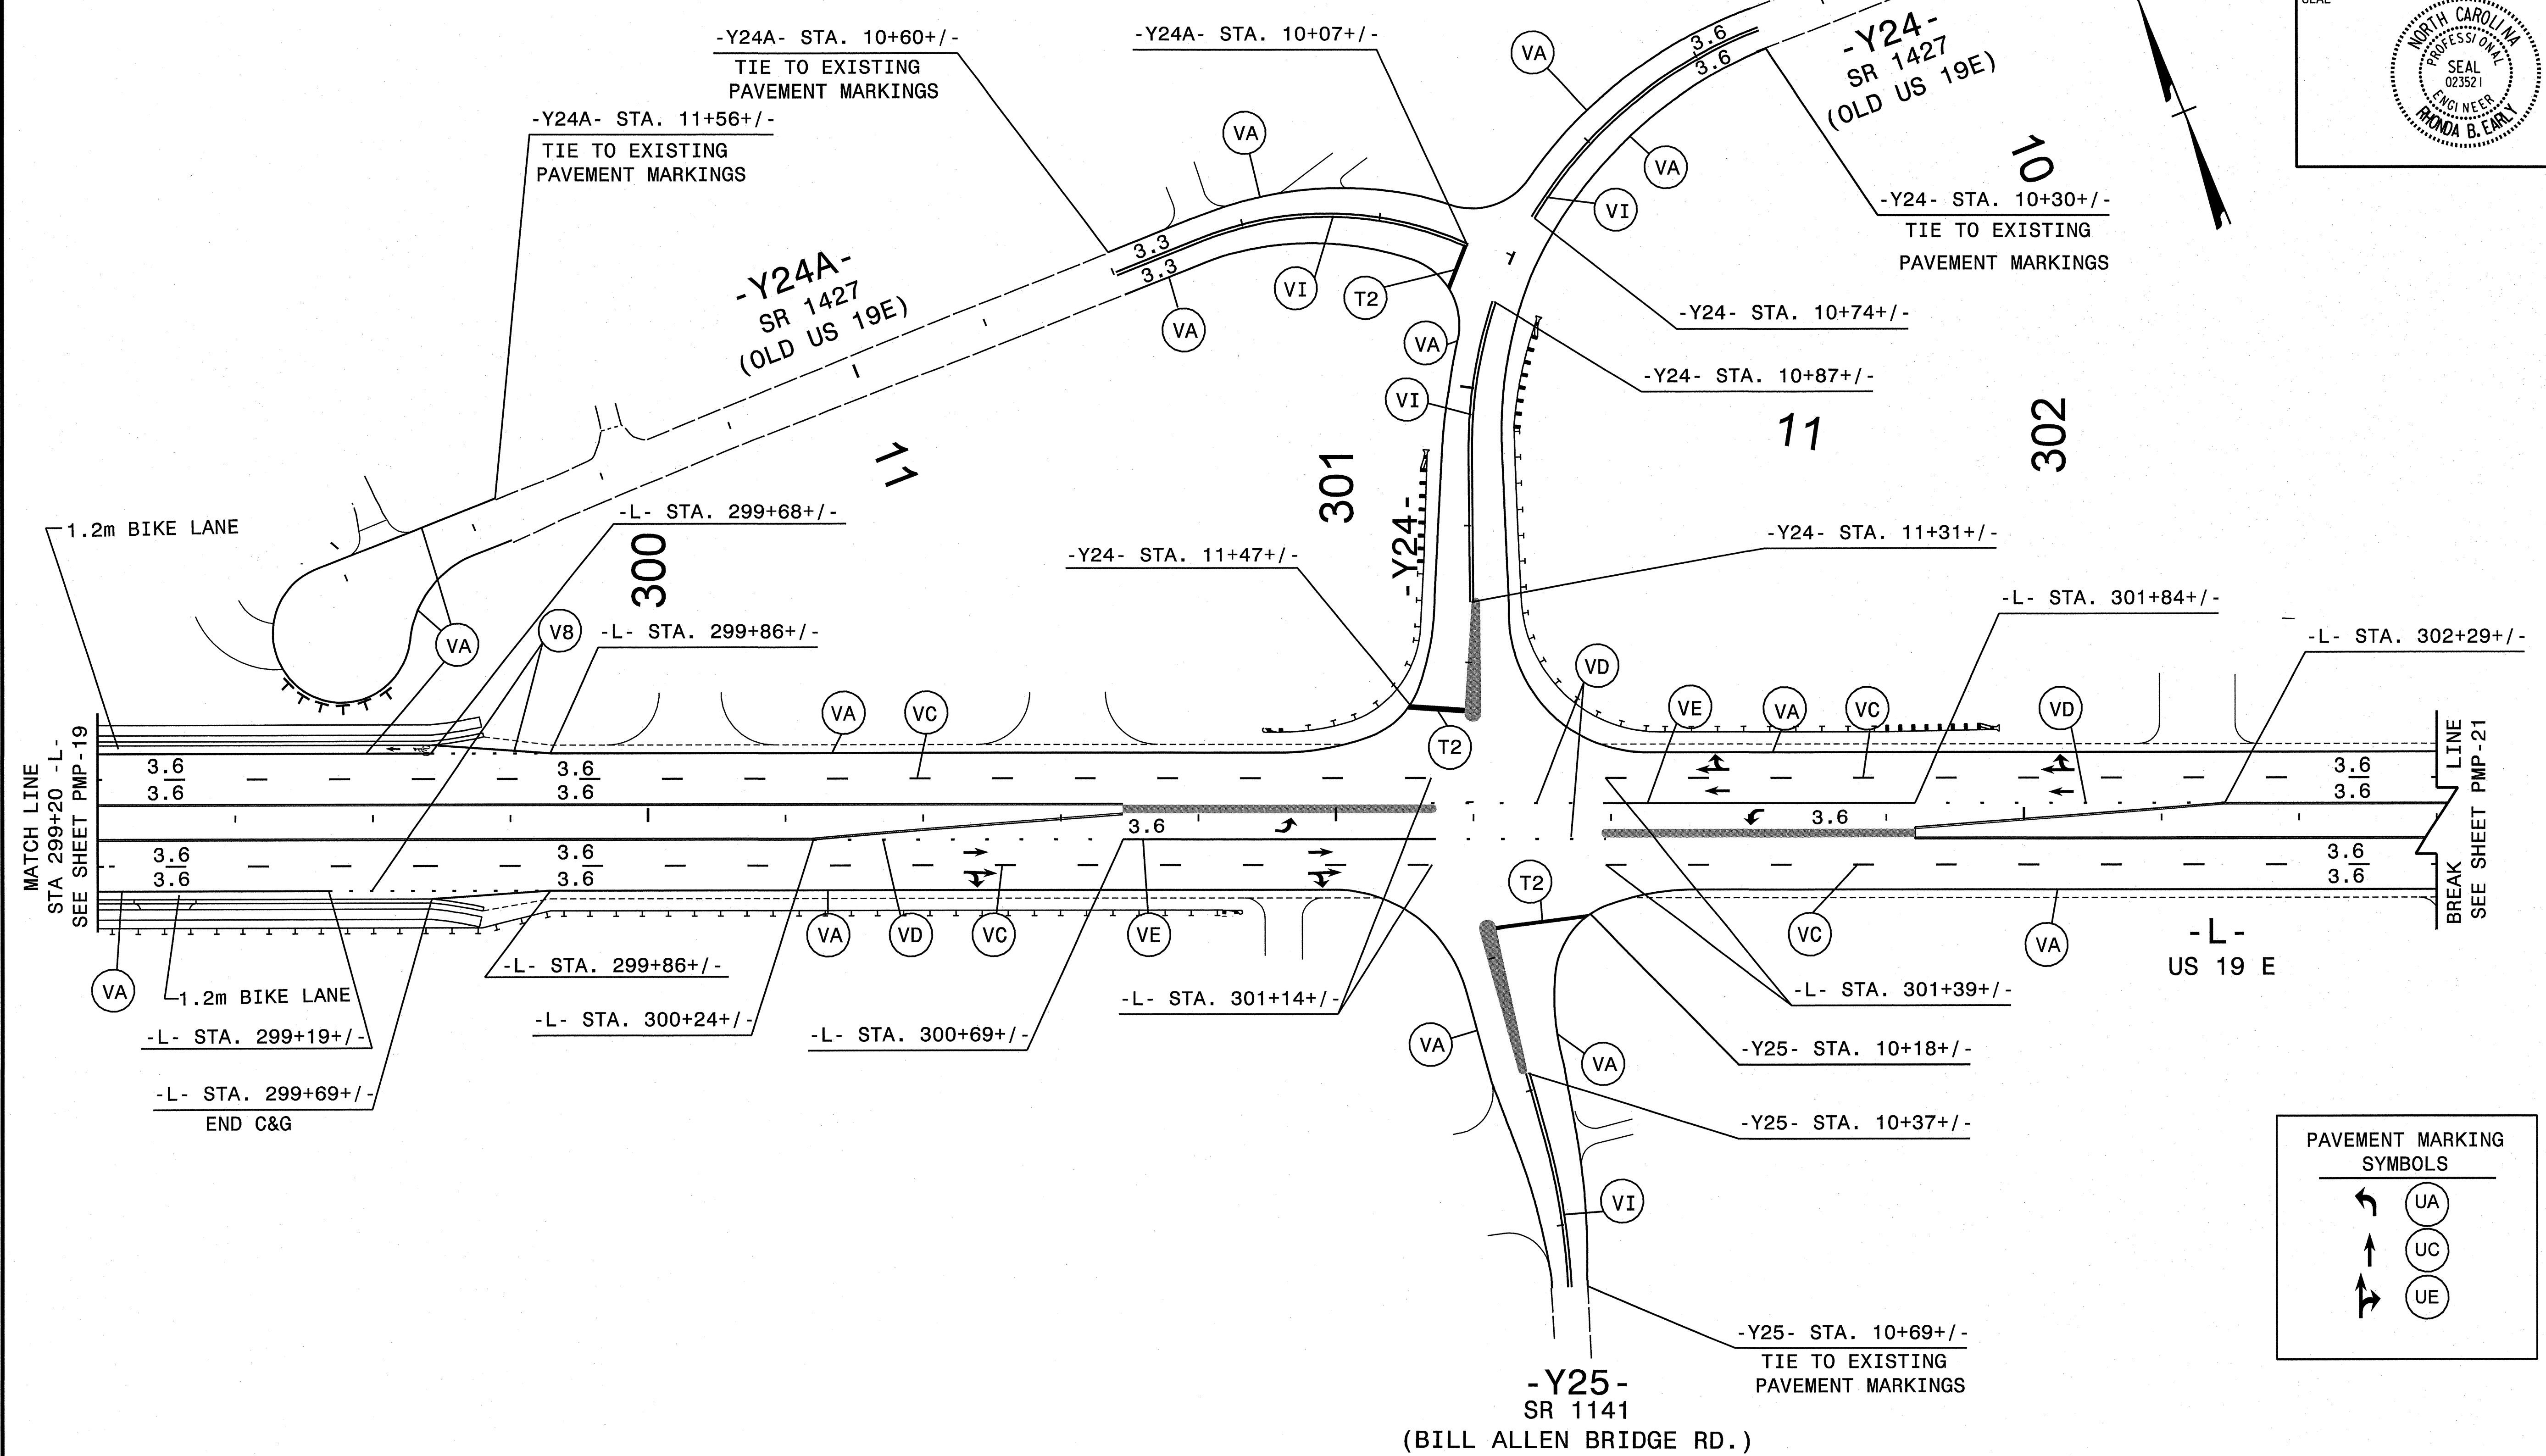 -Y24A- STA. 10+60+/-
TIE TO EXISTING
PAVEMENT MARKINGS
-Y24A- STA. 10+07+/-
-Y24A- STA. 11+56+/-
TIE TO EXISTING
PAVEMENT MARKINGS
VA
VA
3.6
3.6
-Y24-
SR 1427
(OLD US 19E)
NORTH CAROLINA
PROFESSIONAL
SEAL
023521
ENGINEER
RHONDA B. EARLY
10
VA
VI
-Y24- STA. 10+30+/-
TIE TO EXISTING
PAVEMENT MARKINGS
-Y24A-
SR 1427
(OLD US 19E)
3.3
3.3
VA
VI
T2
VA
VI
-Y24- STA. 10+74+/-
-Y24- STA. 10+87+/-
11
301
-Y24-
11
302
1.2m BIKE LANE
-L- STA. 299+68+/-
300
-Y24- STA. 11+47+/-
-Y24- STA. 11+31+/-
-L- STA. 301+84+/-
-L- STA. 302+29+/-
VA
V8
-L- STA. 299+86+/-
VA
VC
T2
VD
VE
VA
VC
VD
MATCH LINE
STA 299+20 -L-
SEE SHEET PMP-19
3.6
3.6
3.6
3.6
3.6
3.6
3.6
3.6
3.6
3.6
3.6
3.6
3.6
3.6
BREAK LINE
SEE SHEET PMP-21
T2
VA
VD
VC
VE
VC
VA
-L-
US 19 E
VA
1.2m BIKE LANE
-L- STA. 299+86+/-
-L- STA. 301+14+/-
-L- STA. 301+39+/-
-L- STA. 299+19+/-
-L- STA. 300+24+/-
-L- STA. 300+69+/-
VA
VA
-Y25- STA. 10+18+/-
-L- STA. 299+69+/-
END C&G
-Y25- STA. 10+37+/-
VI
PAVEMENT MARKING
SYMBOLS
UA
UC
UE
-Y25- STA. 10+69+/-
TIE TO EXISTING
PAVEMENT MARKINGS
-Y25-
SR 1141
(BILL ALLEN BRIDGE RD.)